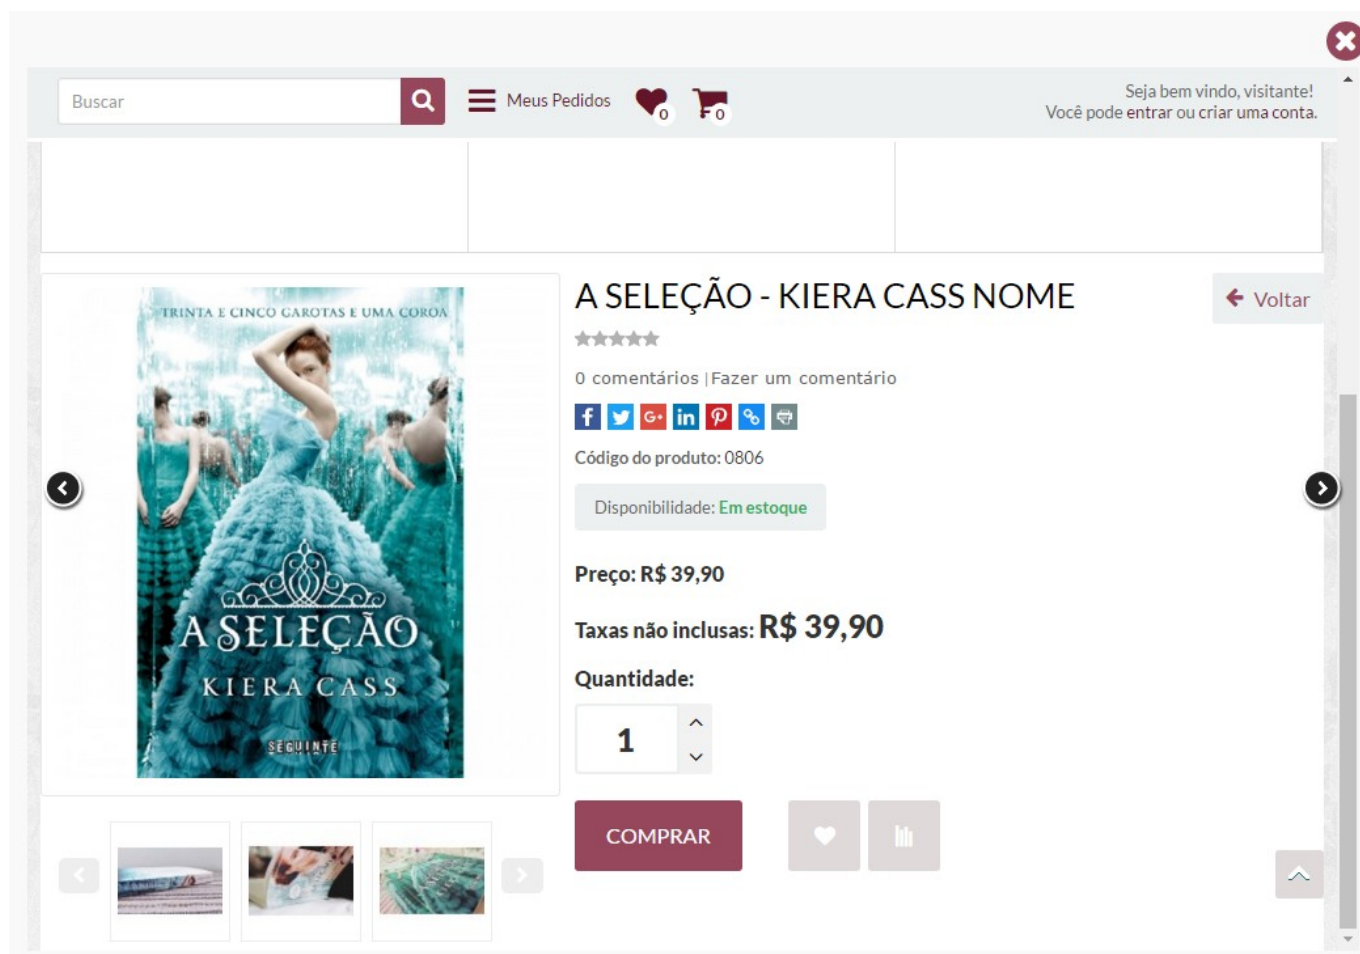 Buscar
Meus Pedidos
0
0
Seja bem vindo, visitante!
Você pode entrar ou criar uma conta.
TRINTA E CINCO GAROTAS E UMA COROA
A SELEÇÃO
KIERA CASS
SEGUINTE
A SELEÇÃO - KIERA CASS NOME
Voltar
0 comentários |Fazer um comentário
f G+ in
Código do produto: 0806
Disponibilidade: Em estoque
Preço: R$ 39,90
Taxas não inclusas: R$ 39,90
Quantidade:
1
COMPRAR